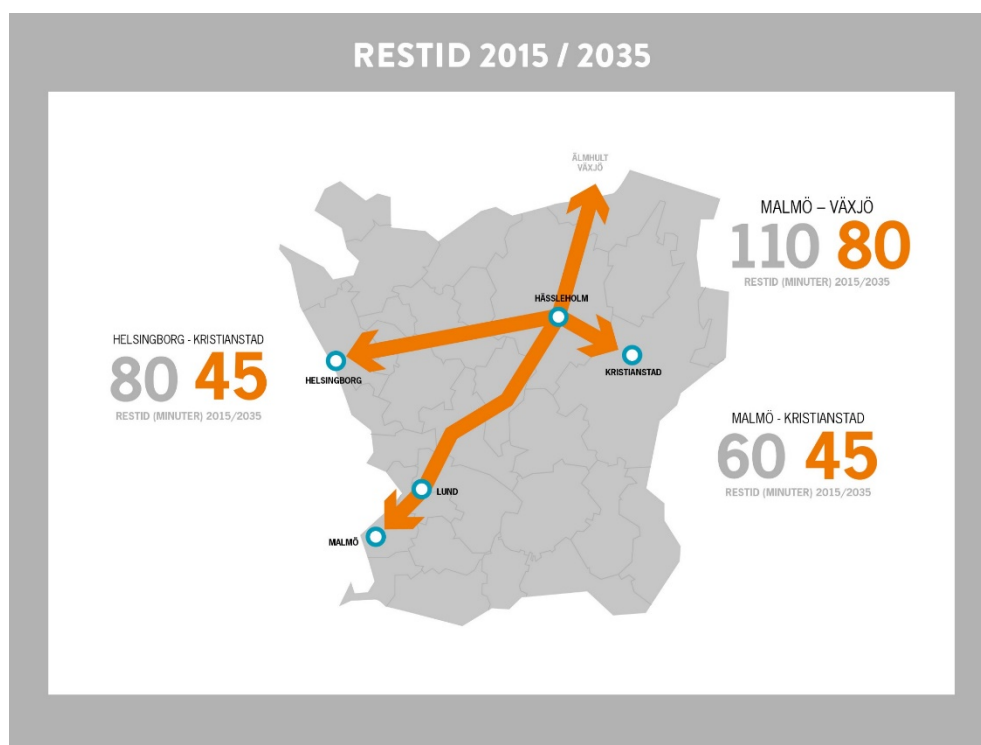 RESTID 2015 / 2035
ÄLMHULT
VÄXJÖ
MALMÖ – VÄXJÖ
110 80
RESTID (MINUTER) 2015/2035
HÄSSLEHOLM
HELSINGBORG - KRISTIANSTAD
80 45
RESTID (MINUTER) 2015/2035
HELSINGBORG
KRISTIANSTAD
MALMÖ - KRISTIANSTAD
60 45
RESTID (MINUTER) 2015/2035
LUND
MALMÖ